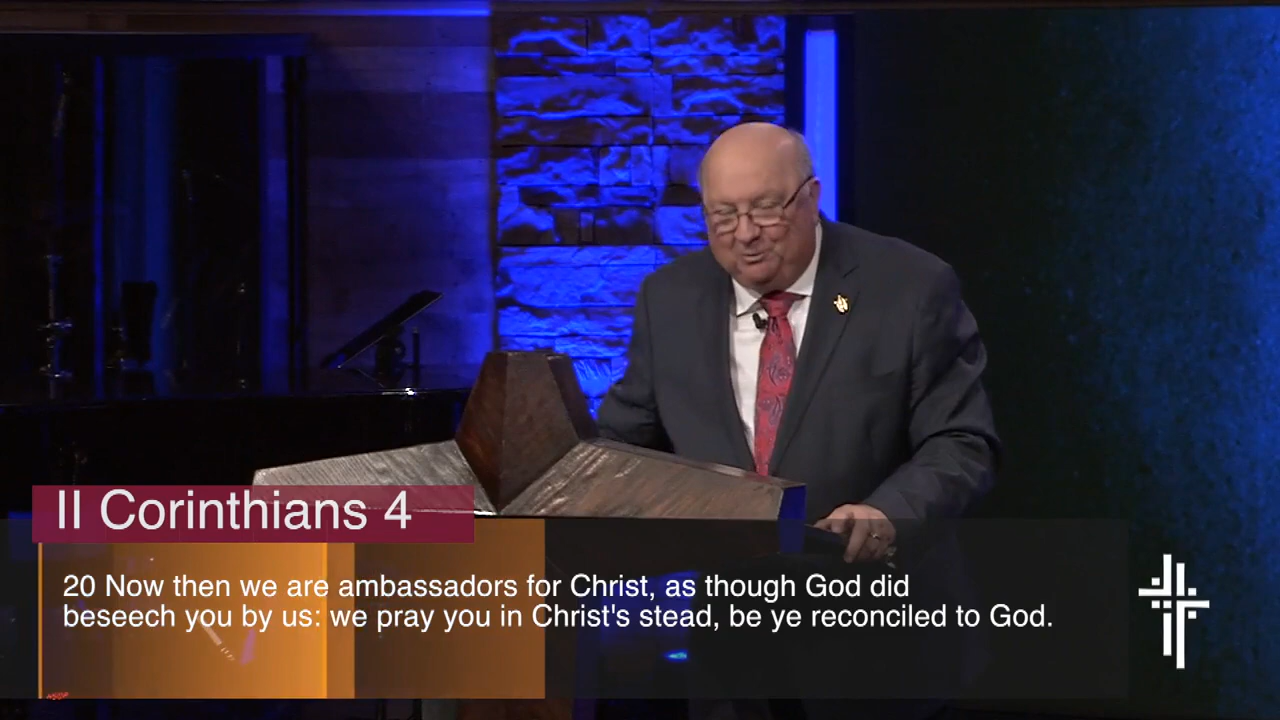 II Corinthians 4
20 Now then we are ambassadors for Christ, as though God did
beseech you by us: we pray you in Christ's stead, be ye reconciled to God.